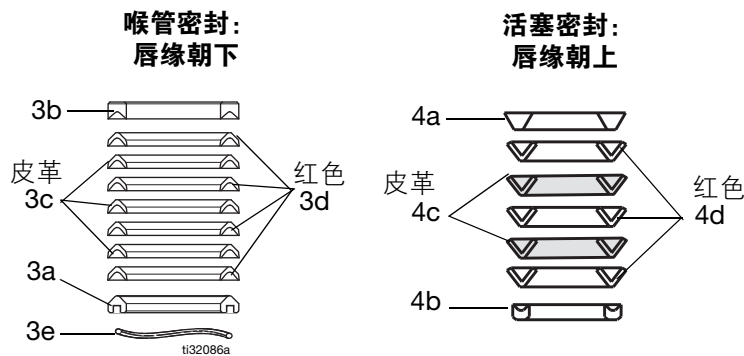 喉管密封：
唇缘朝下
3b
皮革
3c
红色
3d
3a
3e
ti32086a
活塞密封：
唇缘朝上
4a
皮革
4c
红色
4d
4b